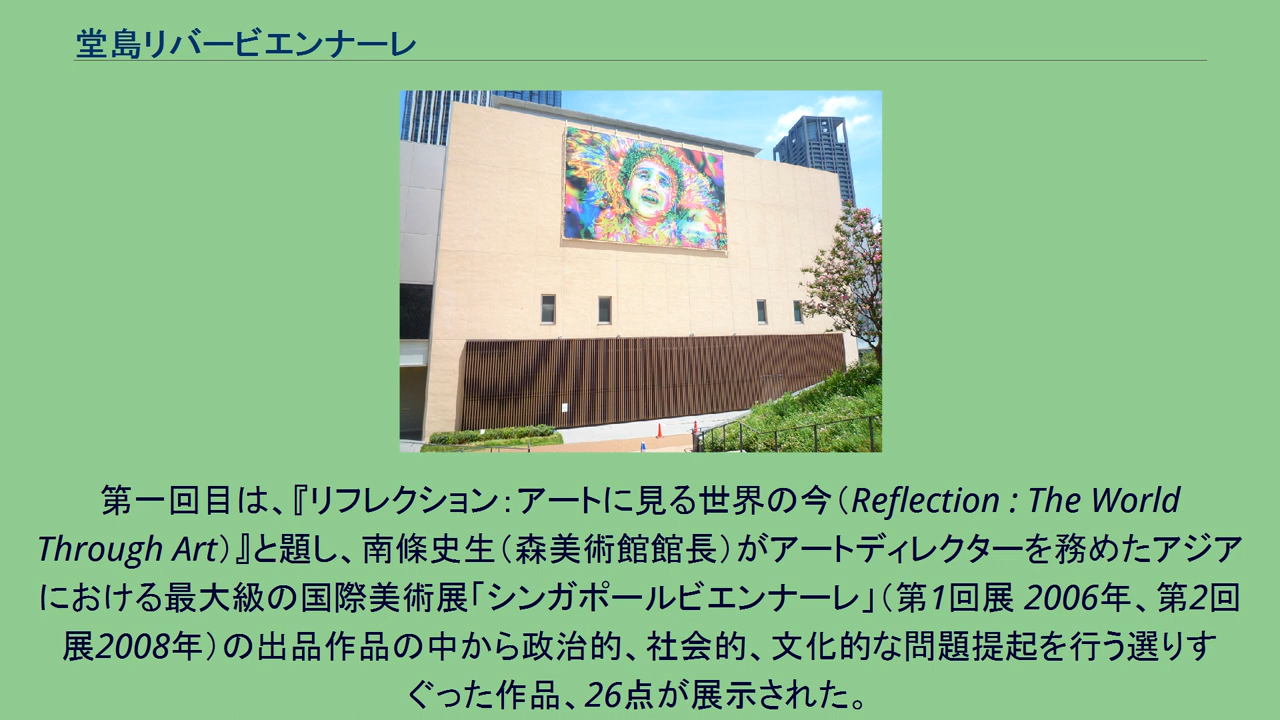 堂島リバービエンナーレ
第一回目は、『リフレクション：アートに見る世界の今（Reflection : The World
Through Art）』と題し、南條史生（森美術館館長）がアートディレクターを務めたアジア
における最大級の国際美術展「シンガポールビエンナーレ」（第1回展 2006年、第2回
展2008年）の出品作品の中から政治的、社会的、文化的な問題提起を行う選りす
ぐった作品、26点が展示された。